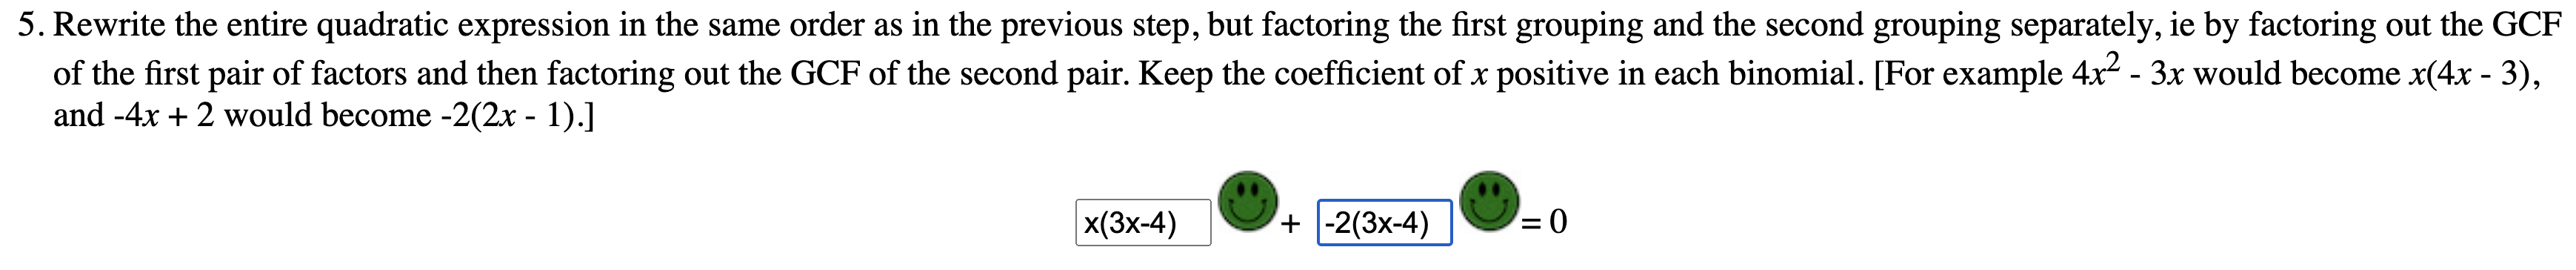 5. Rewrite the entire quadratic expression in the same order as in the previous step, but factoring the first grouping and the second grouping separately, ie by factoring out the GCF
of the first pair of factors and then factoring out the GCF of the second pair. Keep the coefficient of x positive in each binomial. [For example 4x² - 3x would become x(4x - 3),
and -4x + 2 would become -2(2x - 1).]
x(3x-4) + -2(3x-4) = 0